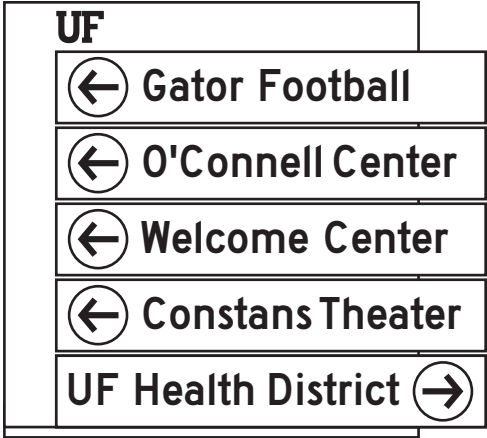 UF
Gator Football
O'Connell Center
Welcome Center
Constans Theater
UF Health District